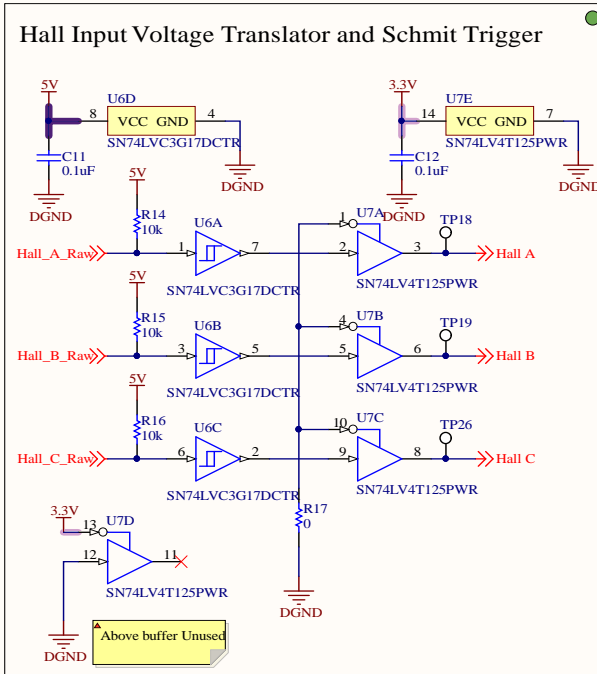 Hall Input Voltage Translator and Schmit Trigger
5V
U6D
8 VCC GND 4
SN74LVC3G17DCTR
C11
0.1uF
DGND
DGND
3.3V
U7E
14 VCC GND 7
SN74LV4T125PWR
C12
0.1uF
DGND
DGND
5V
R14
10k
U6A
Hall_A_Raw
1
7
SN74LVC3G17DCTR
1
U7A
2
3
SN74LV4T125PWR
TP18
Hall A
5V
R15
10k
U6B
Hall_B_Raw
3
5
SN74LVC3G17DCTR
4
U7B
5
6
SN74LV4T125PWR
TP19
Hall B
5V
R16
10k
U6C
Hall_C_Raw
6
2
SN74LVC3G17DCTR
10
U7C
9
8
SN74LV4T125PWR
TP26
Hall C
R17
0
DGND
3.3V
13
U7D
12
11
SN74LV4T125PWR
DGND
Above buffer Unused